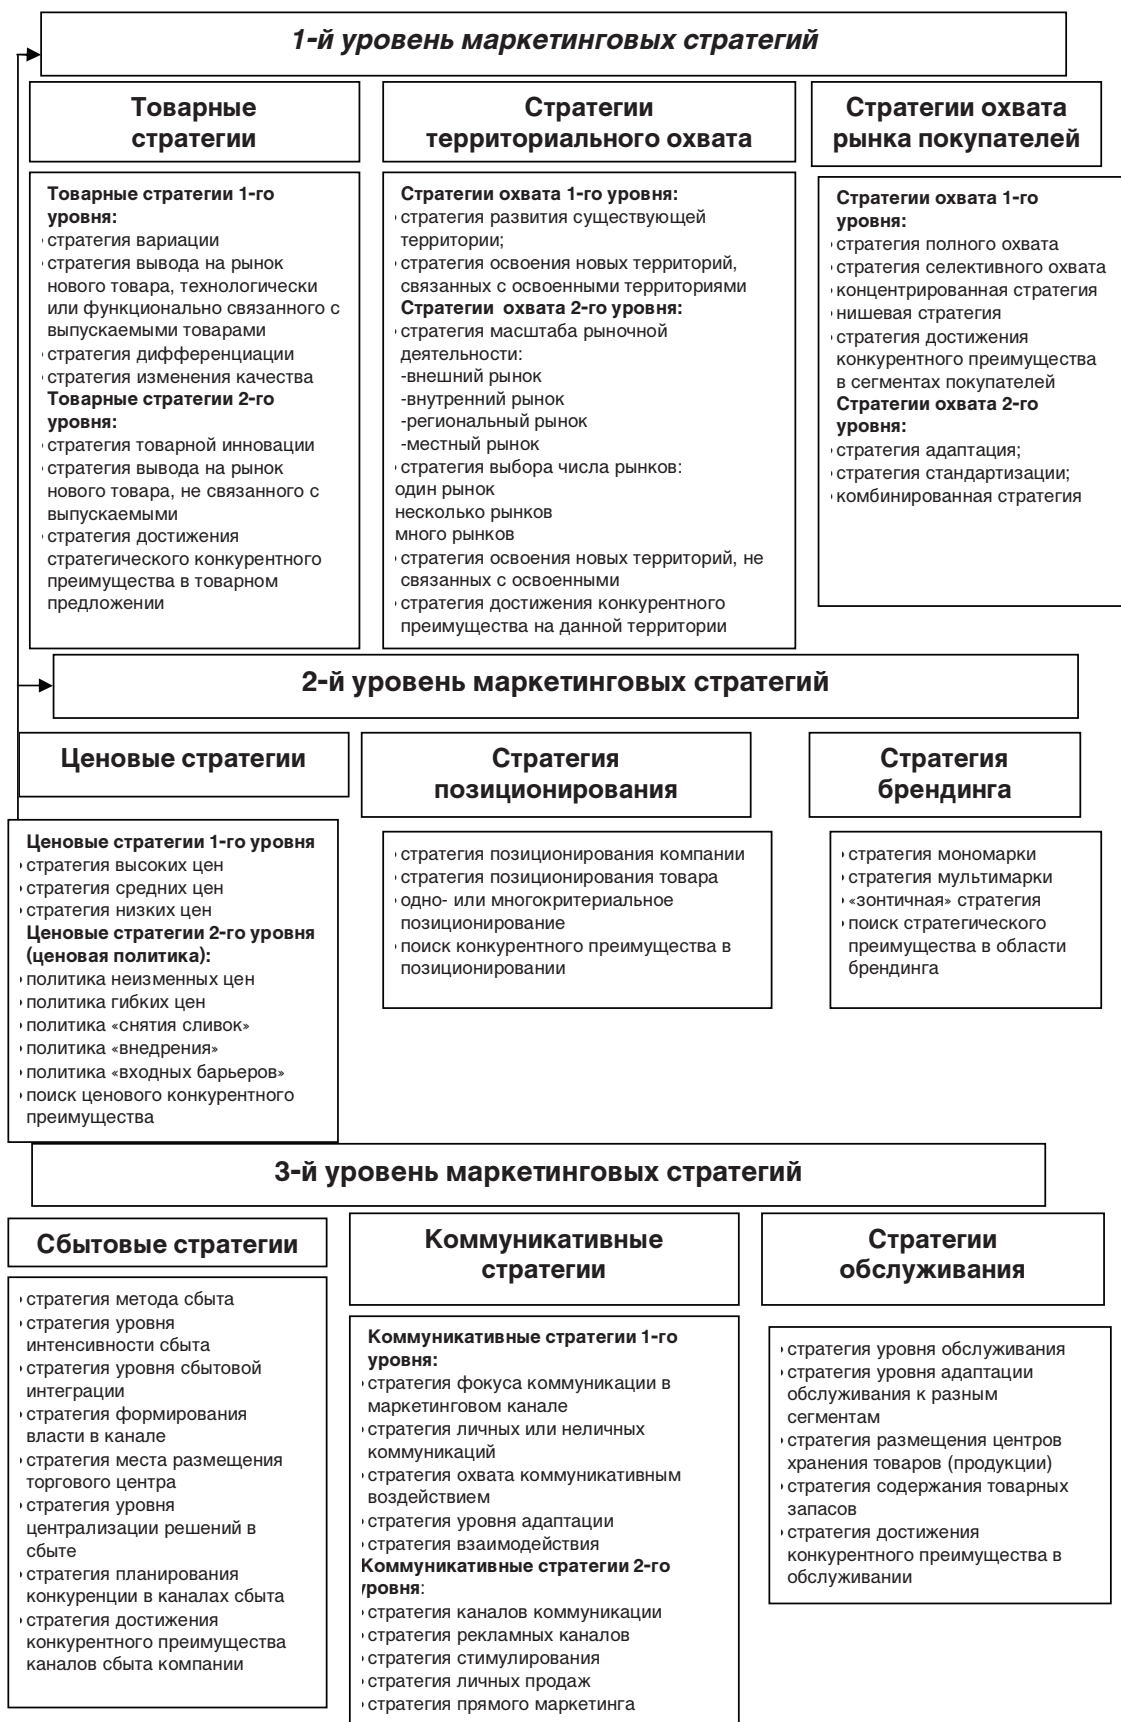 1-й уровень маркетинговых стратегий
Товарные
стратегии
Товарные стратегии 1-го
уровня:
стратегия вариации
стратегия вывода на рынок
нового товара, технологически
или функционально связанного с
выпускаемыми товарами
стратегия дифференциации
стратегия изменения качества
Товарные стратегии 2-го
уровня:
стратегия товарной инновации
стратегия вывода на рынок
нового товара, не связанного с
выпускаемыми
стратегия достижения
стратегического конкурентного
преимущества в товарном
предложении
Стратегии
территориального охвата
Стратегии охвата 1-го уровня:
стратегия развития существующей
территории;
стратегия освоения новых территорий,
связанных с освоенными территориями
Стратегии охвата 2-го уровня:
стратегия масштаба рыночной
деятельности:
-внешний рынок
-внутренний рынок
-региональный рынок
-местный рынок
стратегия выбора числа рынков:
один рынок
несколько рынков
много рынков
стратегия освоения новых территорий, не
связанных с освоенными
стратегия достижения конкурентного
преимущества на данной территории
Стратегии охвата
рынка покупателей
Стратегии охвата 1-го
уровня:
стратегия полного охвата
стратегия селективного охвата
концентрированная стратегия
нишевая стратегия
стратегия достижения
конкурентного преимущества
в сегментах покупателей
Стратегии охвата 2-го
уровня:
стратегия адаптация;
стратегия стандартизации;
комбинированная стратегия
2-й уровень маркетинговых стратегий
Ценовые стратегии
Ценовые стратегии 1-го уровня
стратегия высоких цен
стратегия средних цен
стратегия низких цен
Ценовые стратегии 2-го уровня
(ценовая политика):
политика неизменных цен
политика гибких цен
политика «снятия сливок»
политика «внедрения»
политика «входных барьеров»
поиск ценового конкурентного
преимущества
Стратегия
позиционирования
стратегия позиционирования компании
стратегия позиционирования товара
одно- или многокритериальное
позиционирование
поиск конкурентного преимущества в
позиционировании
Стратегия
брендинга
стратегия мономарки
стратегия мультимарки
«зонтичная» стратегия
поиск стратегического
преимущества в области
брендинга
3-й уровень маркетинговых стратегий
Сбытовые стратегии
стратегия метода сбыта
стратегия уровня
интенсивности сбыта
стратегия уровня сбытовой
интеграции
стратегия формирования
власти в канале
стратегия места размещения
торгового центра
стратегия уровня
централизации решений в
сбыте
стратегия планирования
конкуренции в каналах сбыта
стратегия достижения
конкурентного преимущества
каналов сбыта компании
Коммуникативные
стратегии
Коммуникативные стратегии 1-го
уровня:
стратегия фокуса коммуникации в
маркетинговом канале
стратегия личных или неличных
коммуникаций
стратегия охвата коммуникативным
воздействием
стратегия уровня адаптации
стратегия взаимодействия
Коммуникативные стратегии 2-го
уровня:
стратегия каналов коммуникации
стратегия рекламных каналов
стратегия стимулирования
стратегия личных продаж
стратегия прямого маркетинга
Стратегии
обслуживания
стратегия уровня обслуживания
стратегия уровня адаптации
обслуживания к разным
сегментам
стратегия размещения центров
хранения товаров (продукции)
стратегия содержания товарных
запасов
стратегия достижения
конкурентного преимущества в
обслуживании